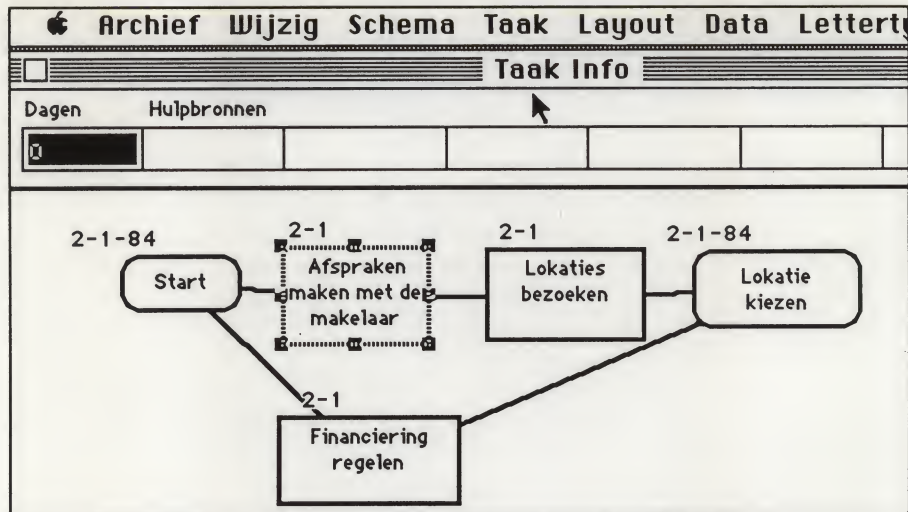 Archief Wijzig Schema Taak Layout Data
Taak Info
Dagen Hulpbronnen
0
2-1-84
Start
2-1
Afspraken
maken met de
makelaar
2-1
Lokaties
bezoeken
2-1-84
Lokatie
kiezen
2-1
Financiering
regelen